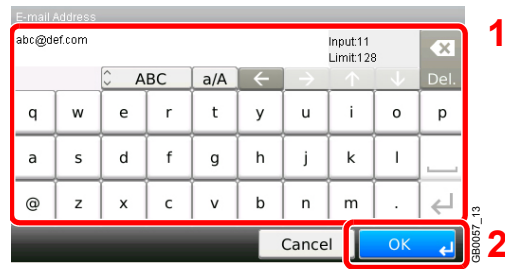 E-mail Address
1
abc@def.com
Input:11
Limit:128
ABC a/A ← → ↑ ↓ Del.
q w e r t y u i o p
a s d f g h j k l
@ z x c v b n m .
Cancel OK
2
GB0057_13